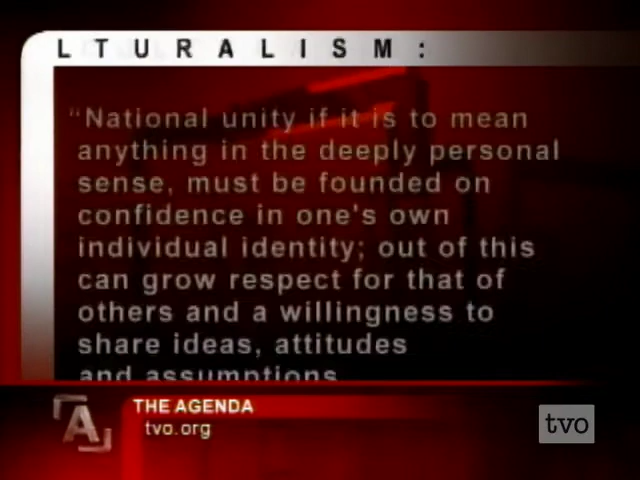 LTURALISM:
“National unity if it is to mean
anything in the deeply personal
sense, must be founded on
confidence in one's own
individual identity; out of this
can grow respect for that of
others and a willingness to
share ideas, attitudes
and assumptions
A
THE AGENDA
tvo.org
tvo